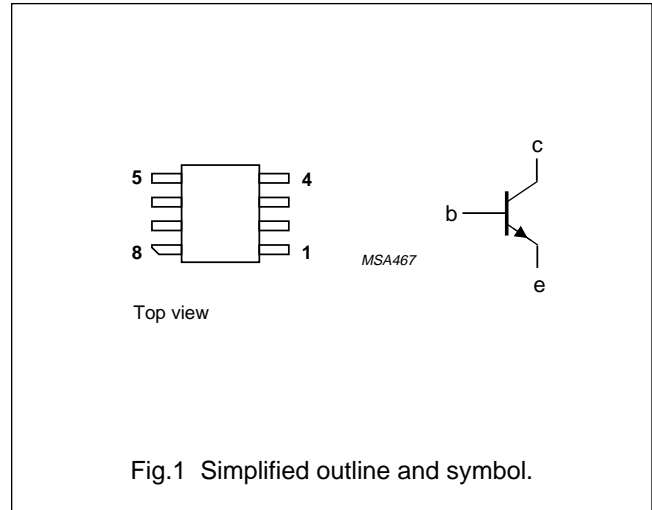 c
5 4
b
8 1
MSA467
e
Top view
Fig.1 Simplified outline and symbol.